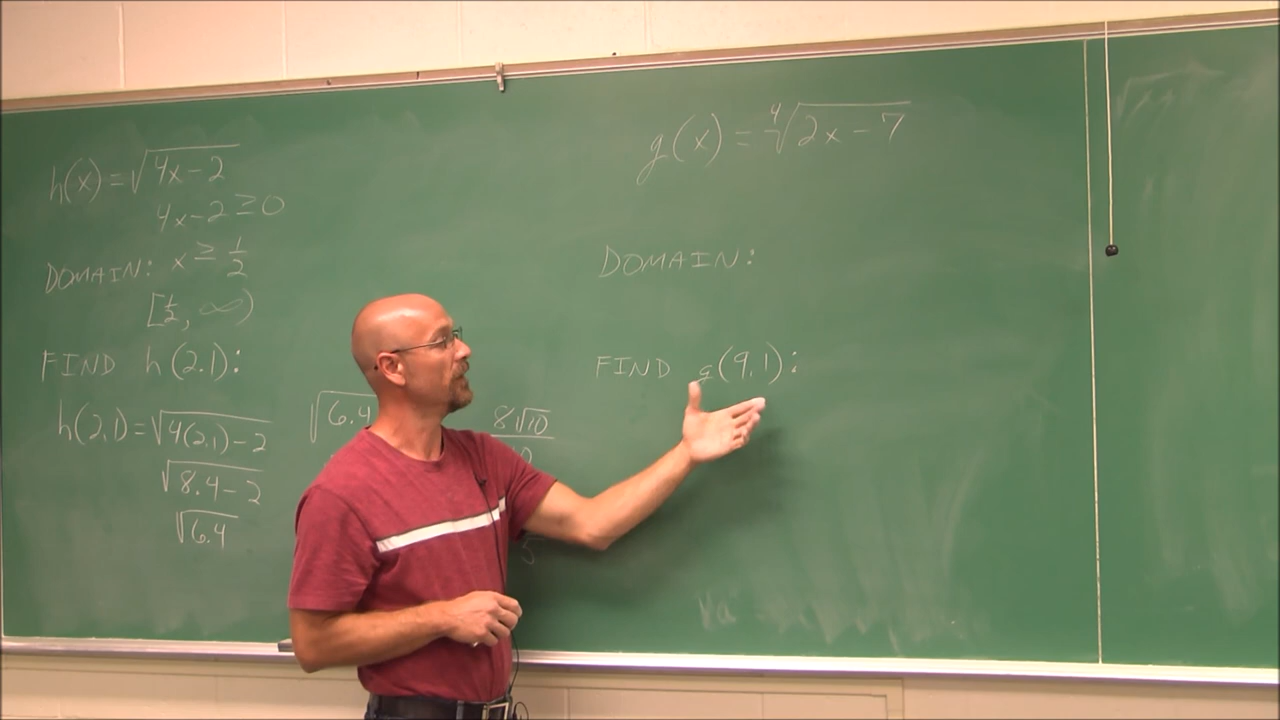 h(x) = √4x-2
4x-2 ≥ 0
DOMAIN: x ≥ 1/2
[1/2, ∞)
FIND h(2.1):
h(2.1) = √4(2.1)-2
√8.4-2
√6.4
√6.4
8√10
5
g(x) = ∜2x-7
DOMAIN:
FIND g(9.1):